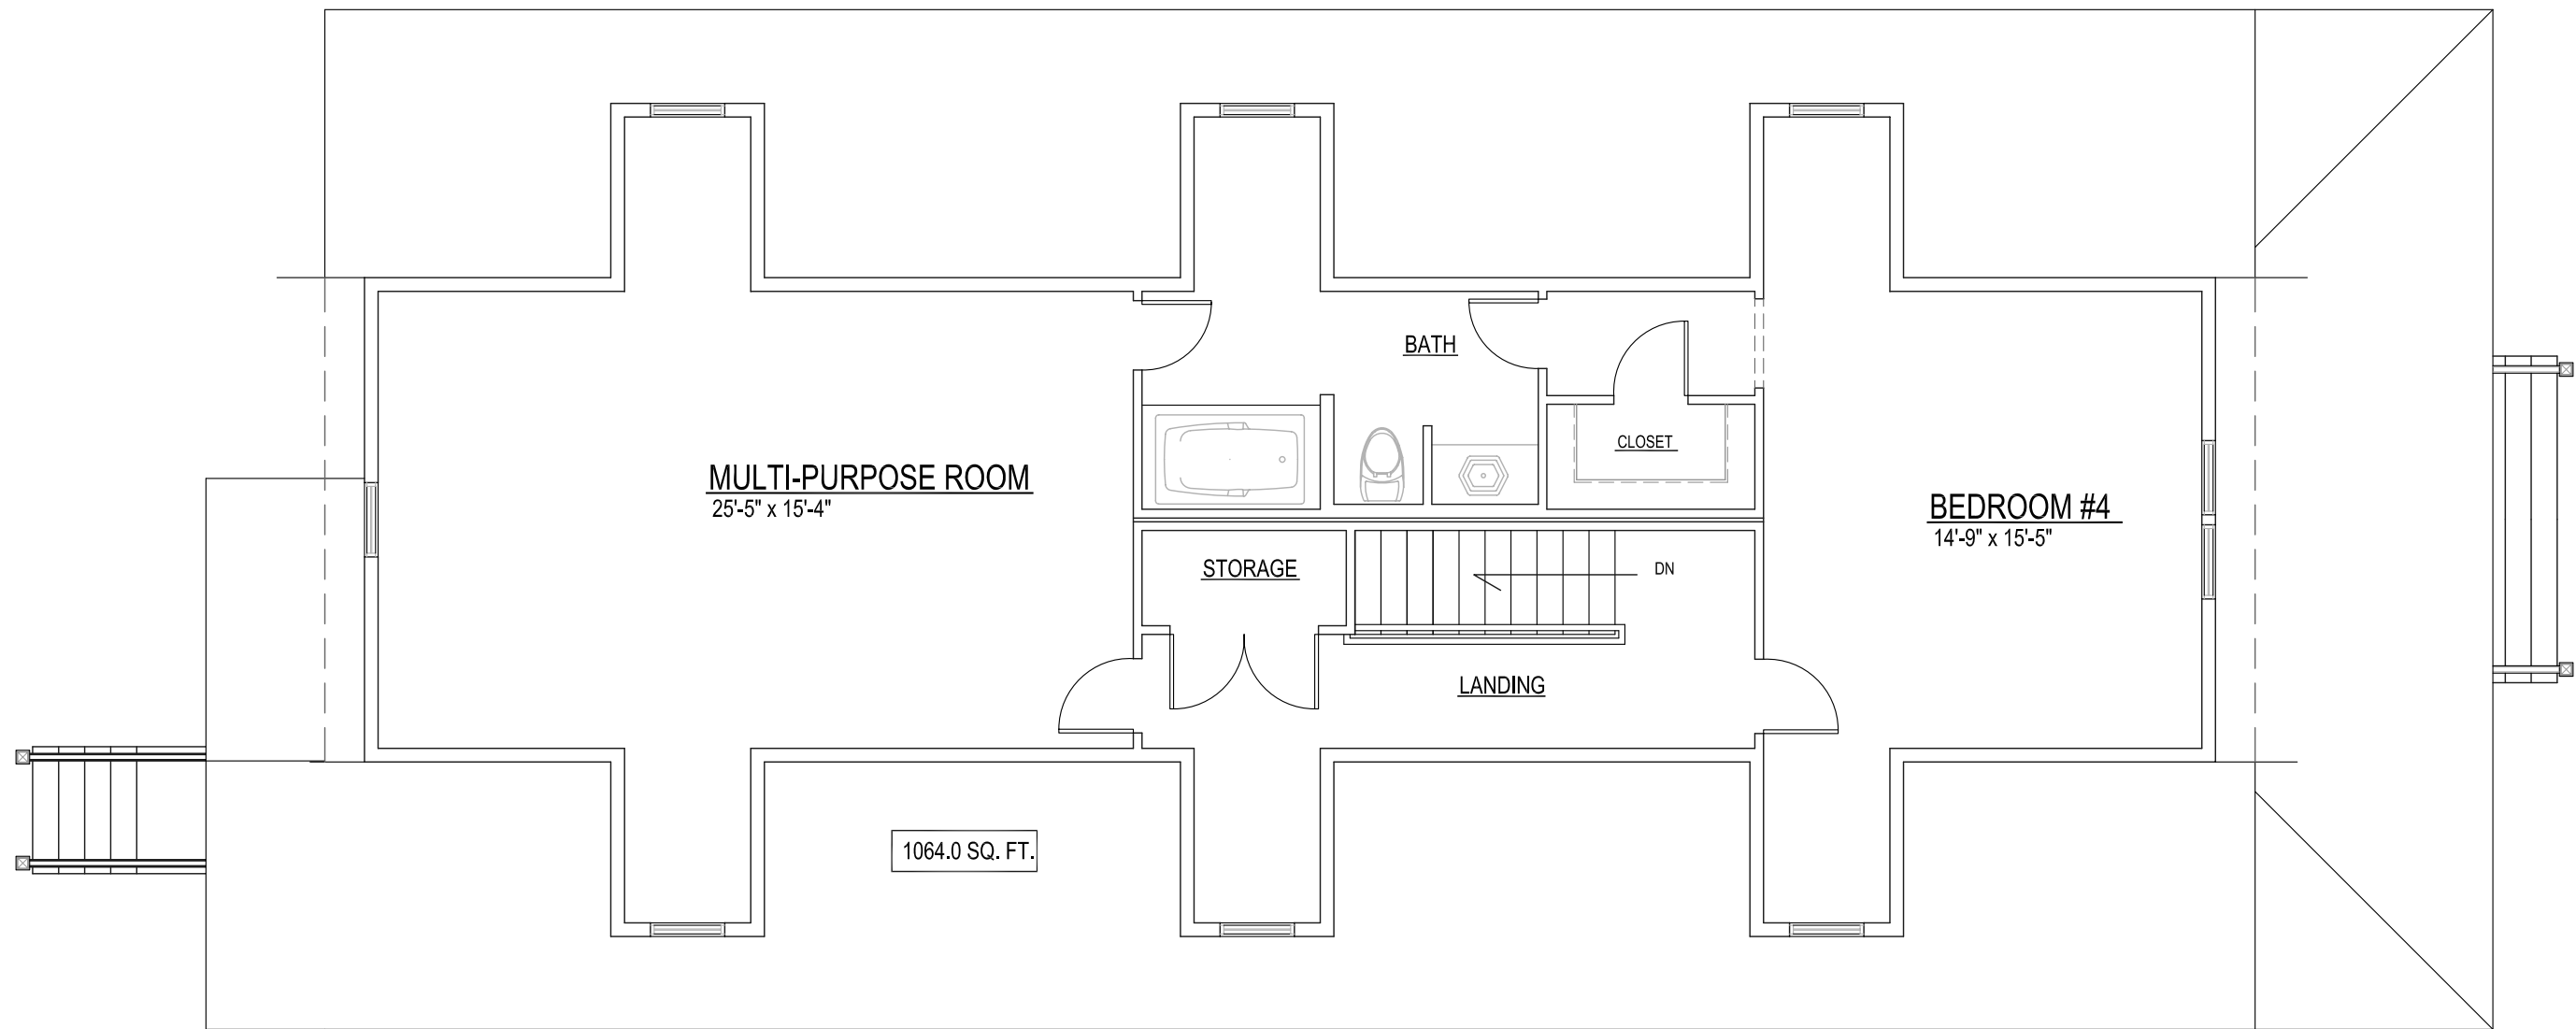 BATH
CLOSET
MULTI-PURPOSE ROOM
25'-5" x 15'-4"
BEDROOM #4
14'-9" x 15'-5"
STORAGE
DN
LANDING
1064.0 SQ. FT.